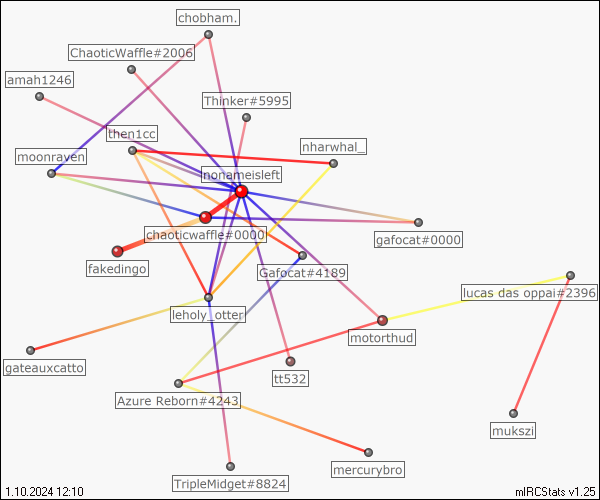 chobham.
ChaoticWaffle#2006
amah1246
Thinker#5995
then1cc
nharwhal_
moonraven
nonameisleft
chaoticwaffle#0000
gafocat#0000
fakedingo
Gafocat#4189
lucas das oppai#2396
leholy_otter
motorthud
gateauxcatto
tt532
Azure Reborn#4243
mukszi
mercurybro
TripleMidget#8824
1.10.2024 12:10
mIRCStats v1.25